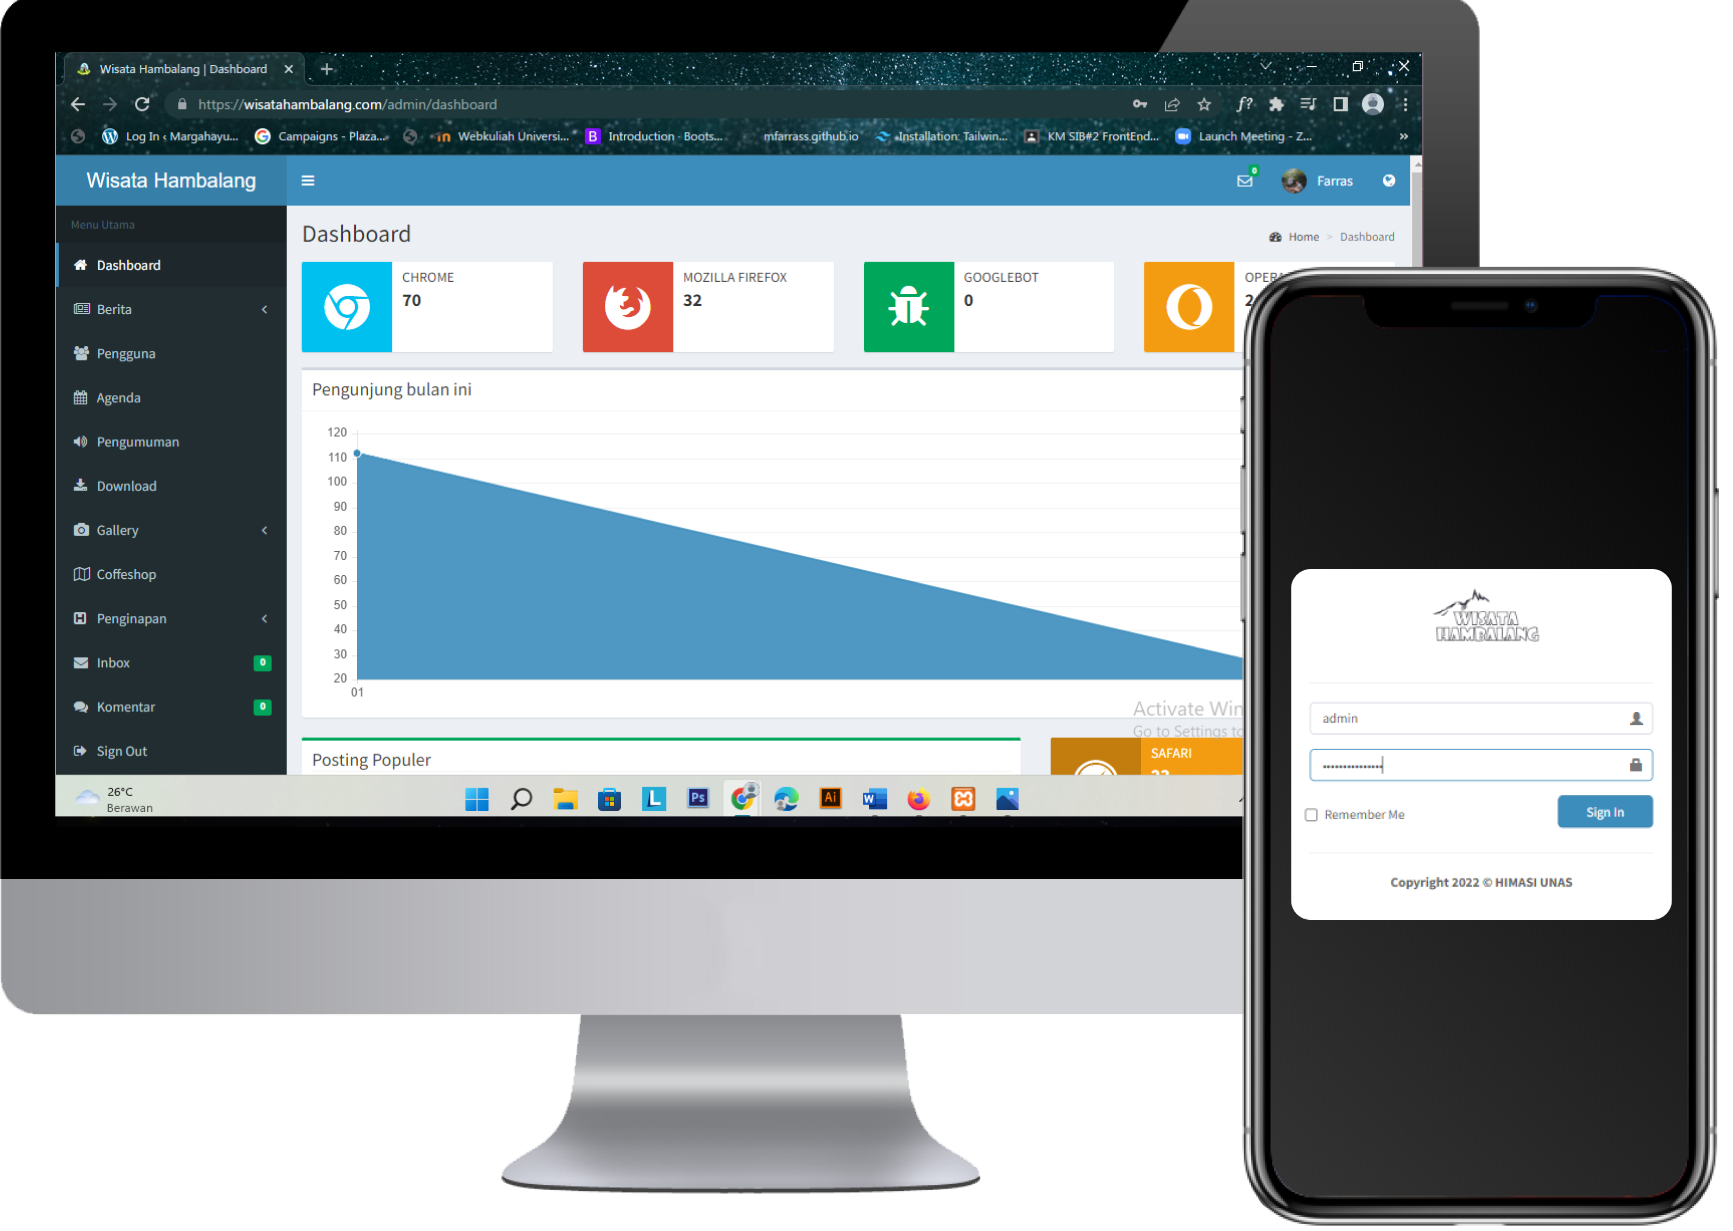 Wisata Hambalang | Dashboard
https://wisatahambalang.com/admin/dashboard
f?
Log In ‹ Margahayu... Campaigns - Plaza... Webkuliah Universi... Introduction · Boots... mfarrass.github.io Installation: Tailwin... KM SIB#2 FrontEnd... Launch Meeting - Z... »
Wisata Hambalang
0
Farras
Menu Utama
Dashboard
Berita
Pengguna
Agenda
Pengumuman
Download
Gallery
Coffeshop
Penginapan
Inbox 0
Komentar 0
Sign Out
Dashboard
Home > Dashboard
CHROME
70
MOZILLA FIREFOX
32
GOOGLEBOT
0
Pengunjung bulan ini
120
110
100
90
80
70
60
50
40
30
20
01
Activate
Go to Settings
Posting Populer
SAFARI
26°C
Berawan
L
Ps
Ai
W
WISATA
HAMBALANG
admin
Remember Me
Sign In
Copyright 2022 © HIMASI UNAS